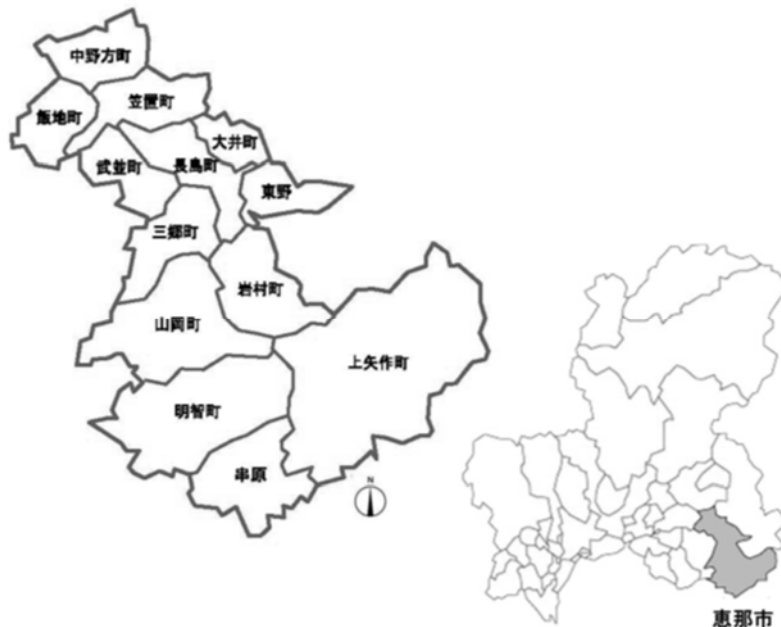 中野方町
笠置町
飯地町
大井町
武並町
長島町
東野
三郷町
岩村町
山岡町
上矢作町
明智町
串原
N
恵那市